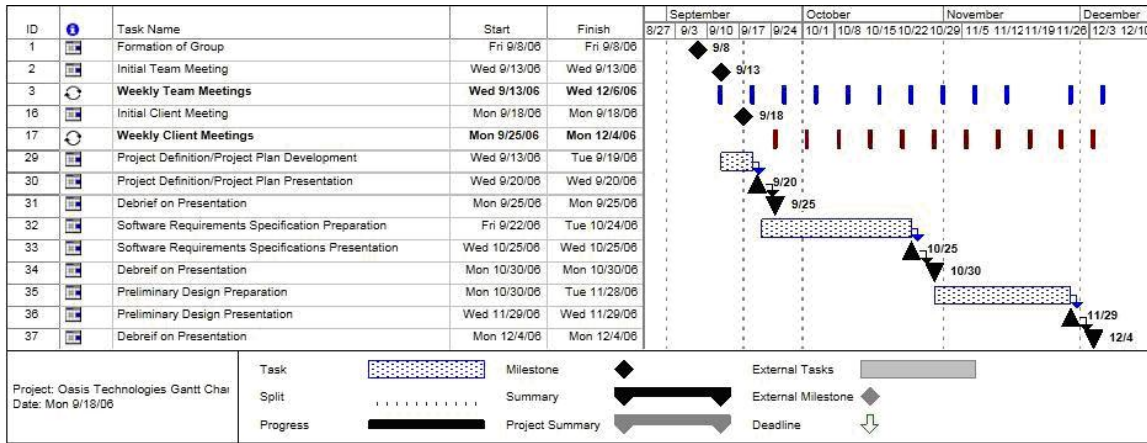 September October November December
ID Task Name Start Finish 8/27 9/3 9/10 9/17 9/24 10/1 10/8 10/15 10/22 10/29 11/5 11/12 11/19 11/26 12/3 12/10
1 Formation of Group Fri 9/8/06 Fri 9/8/06 9/8
2 Initial Team Meeting Wed 9/13/06 Wed 9/13/06 9/13
3 Weekly Team Meetings Wed 9/13/06 Wed 12/6/06
16 Initial Client Meeting Mon 9/18/06 Mon 9/18/06 9/18
17 Weekly Client Meetings Mon 9/25/06 Mon 12/4/06
29 Project Definition/Project Plan Development Wed 9/13/06 Tue 9/19/06
30 Project Definition/Project Plan Presentation Wed 9/20/06 Wed 9/20/06 9/20
31 Debrief on Presentation Mon 9/25/06 Mon 9/25/06 9/25
32 Software Requirements Specification Preparation Fri 9/22/06 Tue 10/24/06
33 Software Requirements Specifications Presentation Wed 10/25/06 Wed 10/25/06 10/25
34 Debreif on Presentation Mon 10/30/06 Mon 10/30/06 10/30
35 Preliminary Design Preparation Mon 10/30/06 Tue 11/28/06
36 Preliminary Design Presentation Wed 11/29/06 Wed 11/29/06 11/29
37 Debreif on Presentation Mon 12/4/06 Mon 12/4/06 12/4
Project: Oasis Technologies Gantt Char
Date: Mon 9/18/06
Task Milestone External Tasks
Split Summary External Milestone
Progress Project Summary Deadline